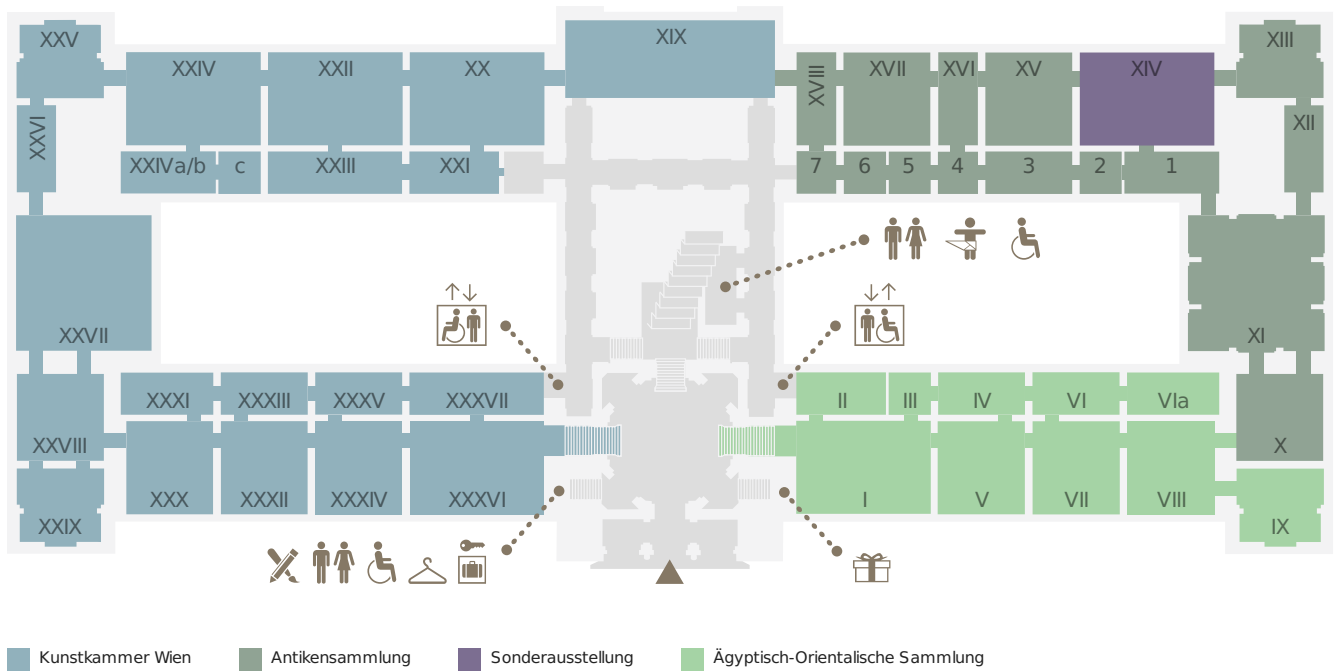 XXV
XXIV
XXII
XX
XIX
XVIII
XVII
XVI
XV
XIV
XIII
XXVI
XII
XXIVa/b
c
XXIII
XXI
7
6
5
4
3
2
1
XXVII
XI
XXXI
XXXIII
XXXV
XXXVII
II
III
IV
VI
VIa
XXVIII
X
XXX
XXXII
XXXIV
XXXVI
I
V
VII
VIII
XXIX
IX
Kunstkammer Wien
Antikensammlung
Sonderausstellung
Ägyptisch-Orientalische Sammlung